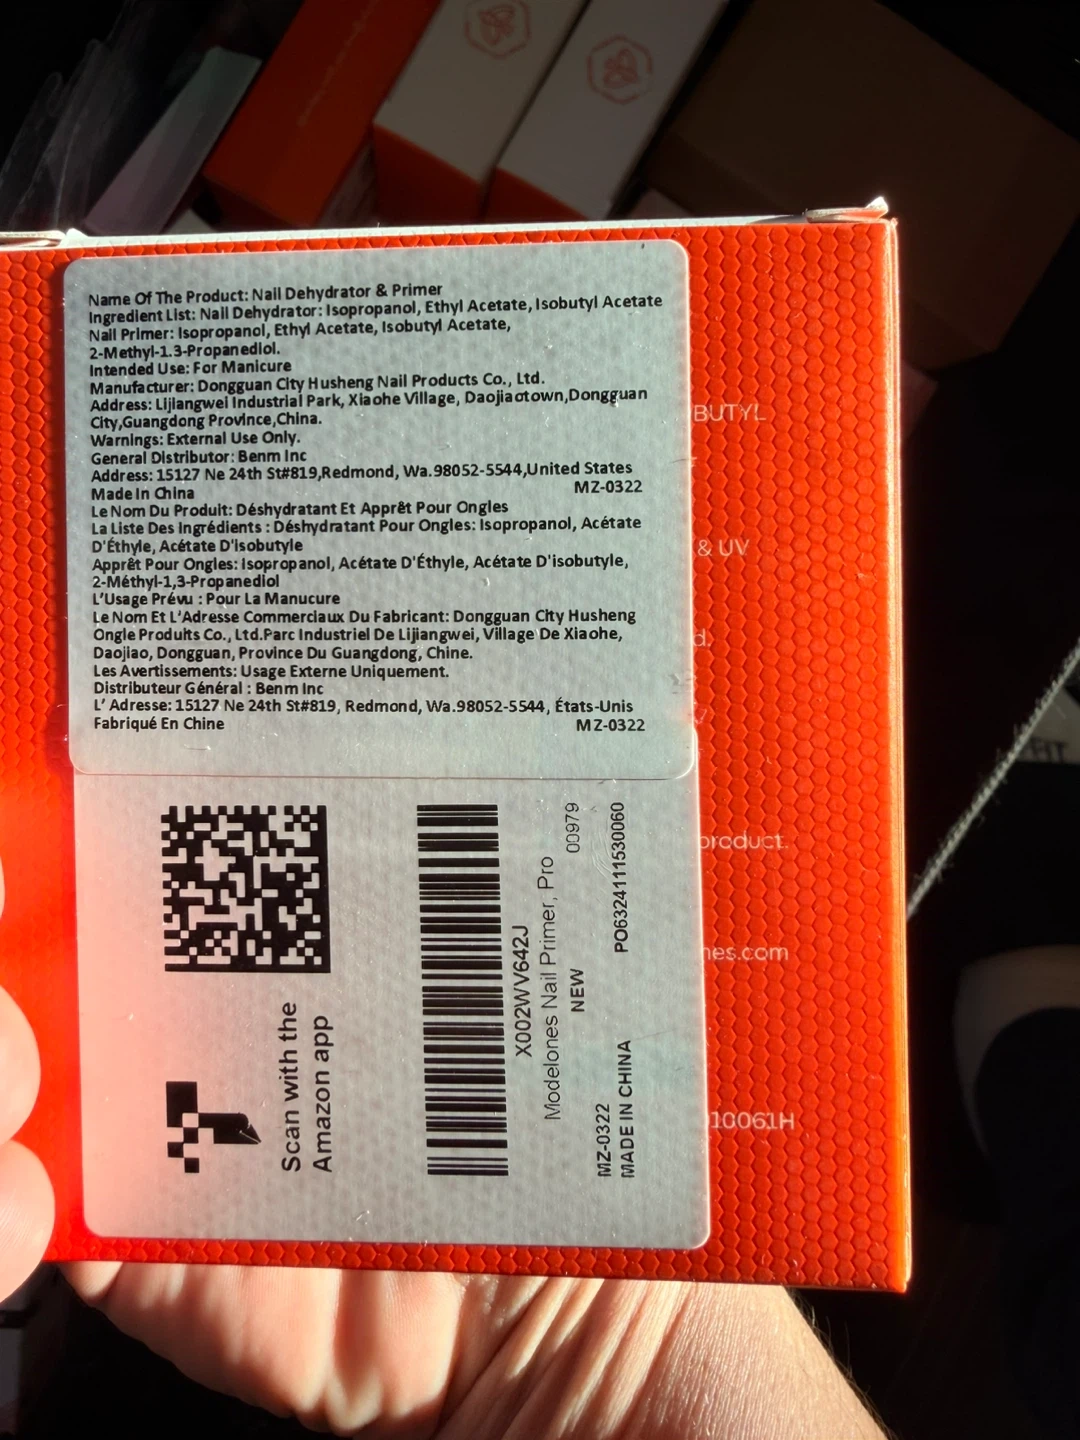 Name Of The Product: Nail Dehydrator & Primer
Ingredient List: Nail Dehydrator: Isopropanol, Ethyl Acetate, Isobutyl Acetate
Nail Primer: Isopropanol, Ethyl Acetate, Isobutyl Acetate,
2-Methyl-1.3-Propanediol.
Intended Use: For Manicure
Manufacturer: Dongguan City Husheng Nail Products Co., Ltd.
Address: Lijiangwei Industrial Park, Xiaohe Village, Daojiaotown,Dongguan
City,Guangdong Province,China.
Warnings: External Use Only.
General Distributor: Benm Inc
Address: 15127 Ne 24th St#819,Redmond, Wa.98052-5544,United States
Made In China MZ-0322
Le Nom Du Produit: Déshydratant Et Apprêt Pour Ongles
La Liste Des Ingrédients : Déshydratant Pour Ongles: Isopropanol, Acétate
D'Éthyle, Acétate D'isobutyle
Apprêt Pour Ongles: Isopropanol, Acétate D'Éthyle, Acétate D'isobutyle,
2-Méthyl-1,3-Propanediol
L'Usage Prévu : Pour La Manucure
Le Nom Et L'Adresse Commerciaux Du Fabricant: Dongguan City Husheng
Ongle Produits Co., Ltd.Parc Industriel De Lijiangwei, Village De Xiaohe,
Daojiao, Dongguan, Province Du Guangdong, Chine.
Les Avertissements: Usage Externe Uniquement.
Distributeur Général : Benm Inc
L' Adresse: 15127 Ne 24th St#819, Redmond, Wa.98052-5544, États-Unis
Fabriqué En Chine MZ-0322
Scan with the
Amazon app
X002WV642J
Modelones Nail Primer, Pro 00979
NEW
MZ-0322
MADE IN CHINA PO6324111530060
BUTYL
& UV
d.
product.
nes.com
10061H